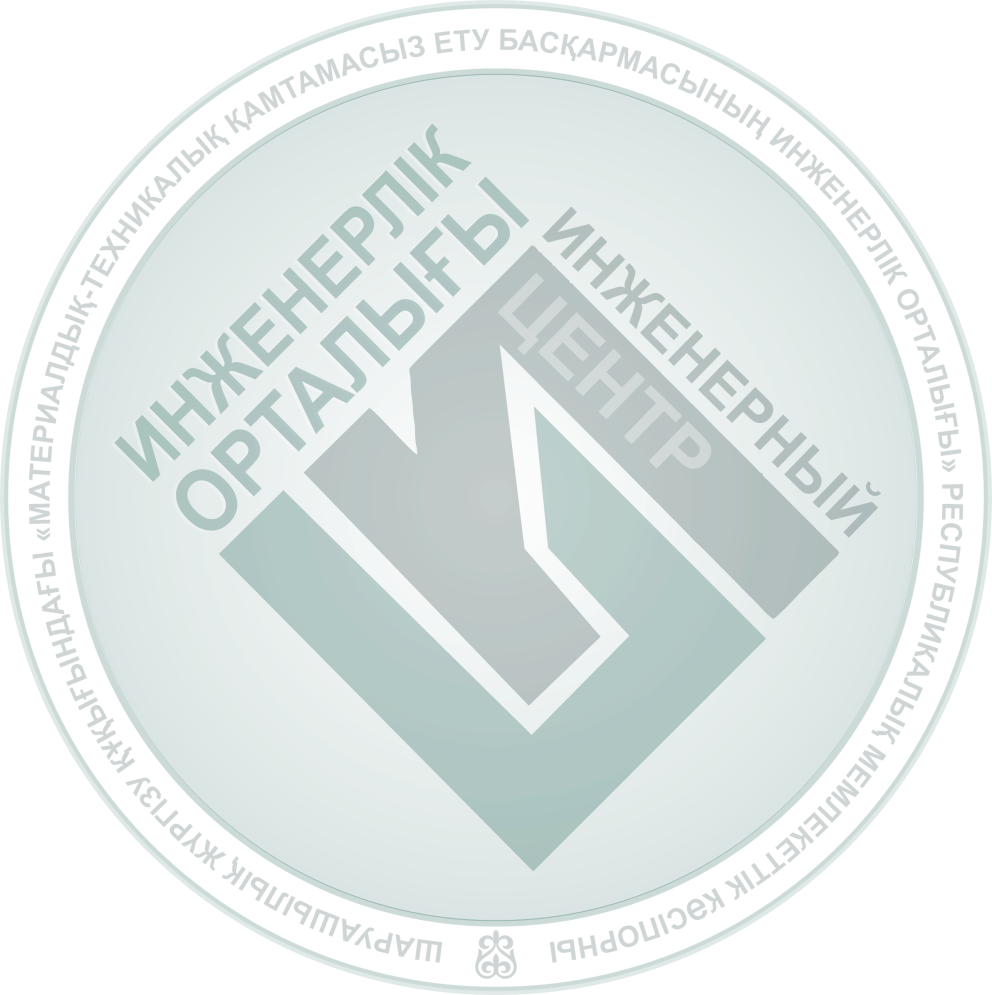 ШАРУАШЫЛЫҚ ЖҮРГІЗУ ҚҰҚЫҒЫНДАҒЫ «МАТЕРИАЛДЫҚ-ТЕХНИКАЛЫҚ ҚАМТАМАСЫЗ ЕТУ БАСҚАРМАСЫНЫҢ ИНЖЕНЕРЛІК ОРТАЛЫҒЫ» РЕСПУБЛИКАЛЫҚ МЕМЛЕКЕТТІК КӘСІПОРНЫ
ИНЖЕНЕРЛІК
ОРТАЛЫҒЫ
ИНЖЕНЕРНЫЙ
ЦЕНТР